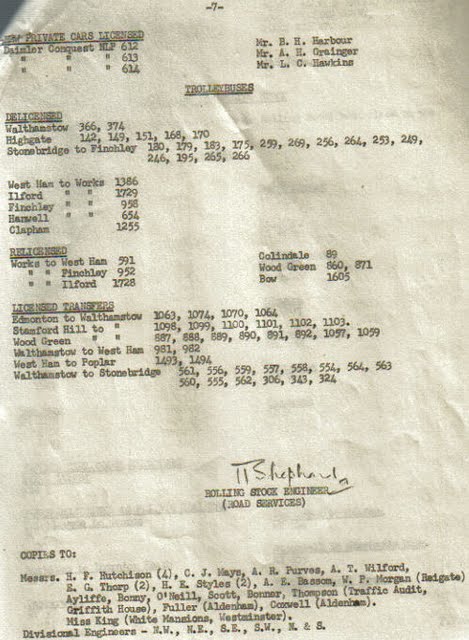 -7-
NEW PRIVATE CARS LICENSED
Daimler Conquest NLP 612 Mr. B. H. Harbour
" " " 613 Mr. A. H. Grainger
" " " 614 Mr. L. C. Hawkins
TROLLEYBUSES
DELICENSED
Walthamstow 366, 374
Highgate 142, 149, 151, 168, 170
Stonebridge to Finchley 180, 179, 183, 175, 259, 269, 256, 264, 253, 249,
246, 195, 265, 266
West Ham to Works 1386
Ilford " " 1729
Finchley " " 958
Hanwell " " 654
Clapham 1255
RELICENSED
Works to West Ham 591 Colindale 89
" " Finchley 952 Wood Green 860, 871
" " Ilford 1728 Bow 1605
LICENSED TRANSFERS
Edmonton to Walthamstow 1063, 1074, 1070, 1064
Stamford Hill to " 1098, 1099, 1100, 1101, 1102, 1103.
Wood Green " " 887, 888, 889, 890, 891, 892, 1057, 1059
Walthamstow to West Ham 981, 982
West Ham to Poplar 1493, 1494
Walthamstow to Stonebridge 561, 556, 559, 557, 558, 554, 564, 563
560, 555, 562, 306, 343, 324
Shephard
ROLLING STOCK ENGINEER
(ROAD SERVICES)
COPIES TO:
Messrs. H. F. Hutchison (4), C. J. Mays, A. R. Purves, A. T. Wilford,
E. G. Thorp (2), H. E. Styles (2), A. E. Bassom, W. P. Morgan (Reigate)
Ayliffe, Bonny, O'Neill, Scott, Bonner, Thompson (Traffic Audit,
Griffith House), Fuller (Aldenham), Coxwell (Aldenham).
Miss King (White Mansions, Westminster).
Divisional Engineers - N.W., N.E., S.E., S.W., N. & S.